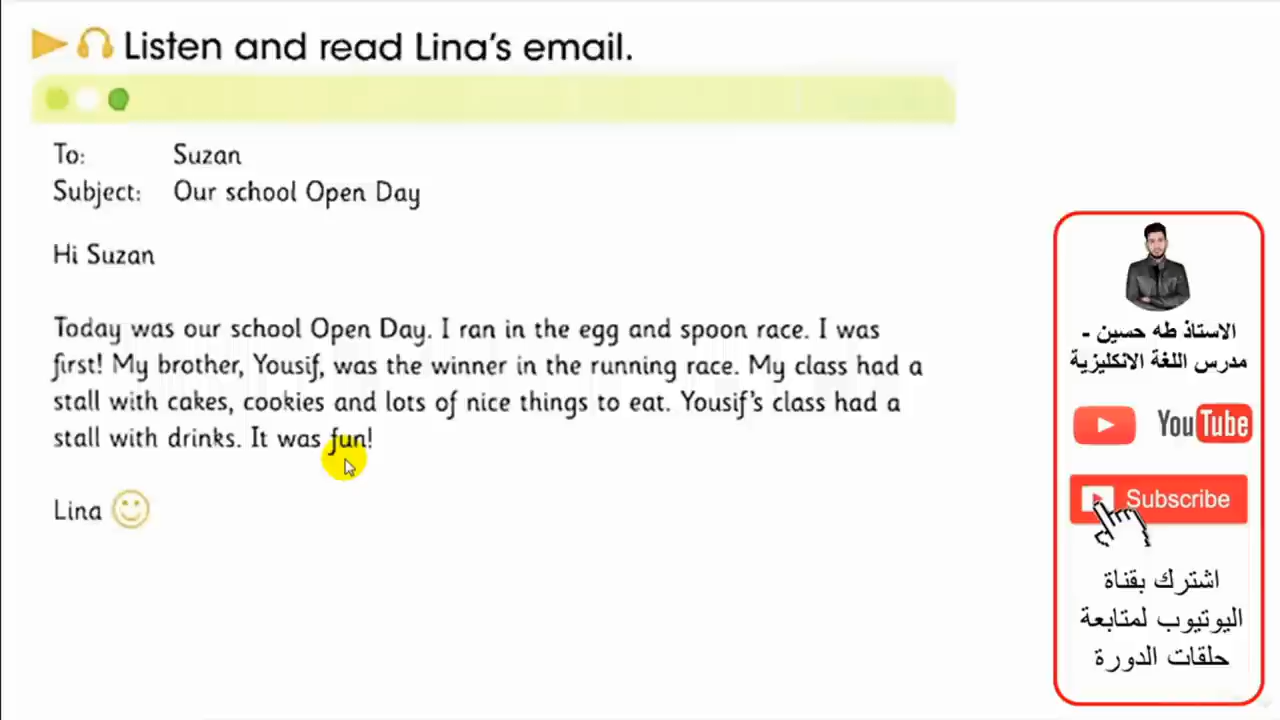 Listen and read Lina's email.
To: Suzan
Subject: Our school Open Day
Hi Suzan
Today was our school Open Day. I ran in the egg and spoon race. I was
first! My brother, Yousif, was the winner in the running race. My class had a
stall with cakes, cookies and lots of nice things to eat. Yousif's class had a
stall with drinks. It was fun!
Lina
الاستاذ طه حسين -
مدرس اللغة الانكليزية
YouTube
Subscribe
اشترك بقناة
اليوتيوب لمتابعة
حلقات الدورة